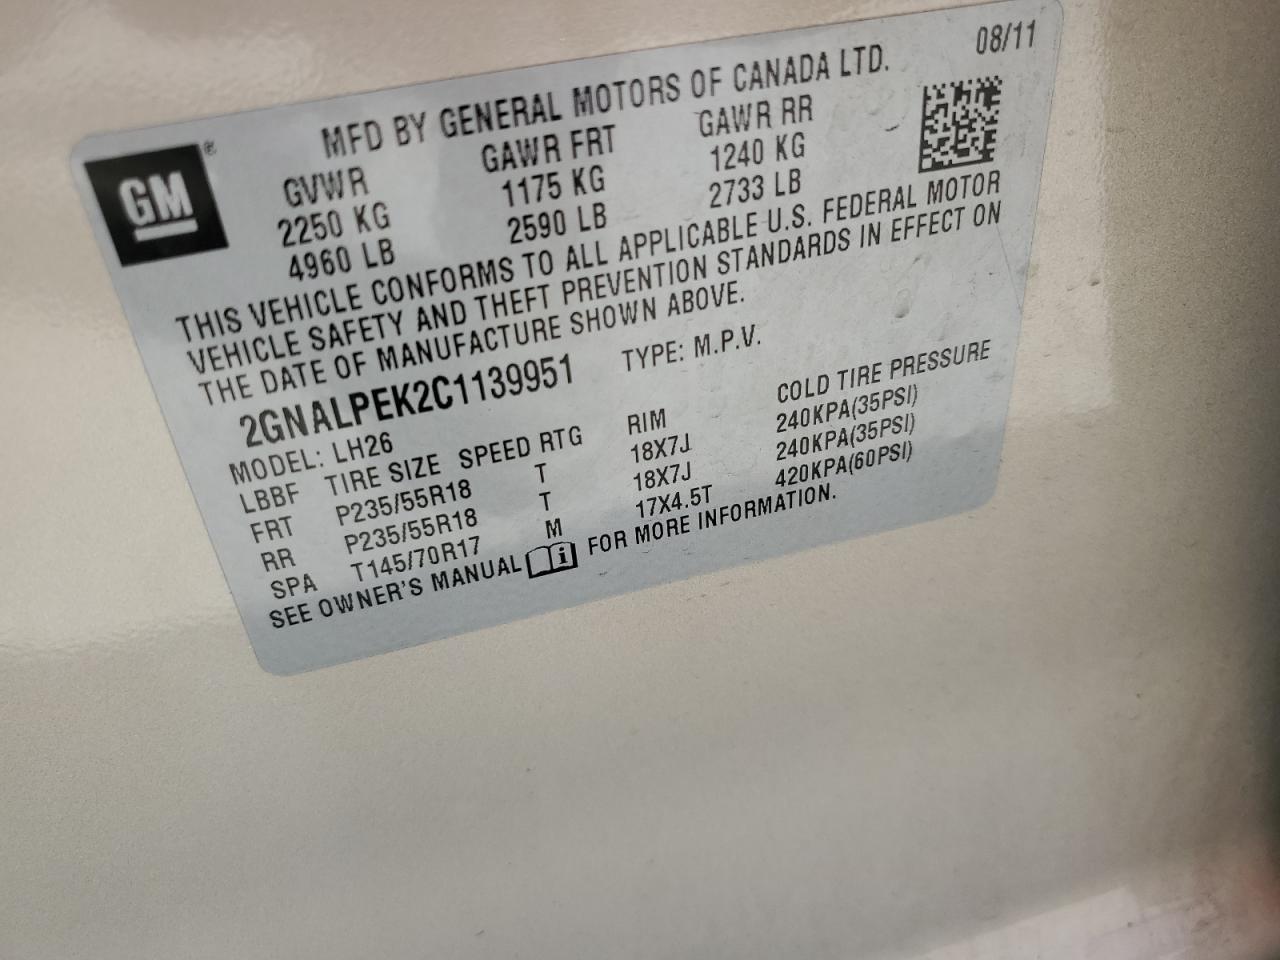 08/11
MFD BY GENERAL MOTORS OF CANADA LTD.
GM ®
GVWR GAWR FRT GAWR RR
2250 KG 1175 KG 1240 KG
4960 LB 2590 LB 2733 LB
THIS VEHICLE CONFORMS TO ALL APPLICABLE U.S. FEDERAL MOTOR
VEHICLE SAFETY AND THEFT PREVENTION STANDARDS IN EFFECT ON
THE DATE OF MANUFACTURE SHOWN ABOVE.
2GNALPEK2C1139951 TYPE: M.P.V.
MODEL: LH26
LBBF TIRE SIZE SPEED RTG RIM COLD TIRE PRESSURE
FRT P235/55R18 T 18X7J 240KPA(35PSI)
RR P235/55R18 T 18X7J 240KPA(35PSI)
SPA T145/70R17 M 17X4.5T 420KPA(60PSI)
SEE OWNER'S MANUAL i FOR MORE INFORMATION.